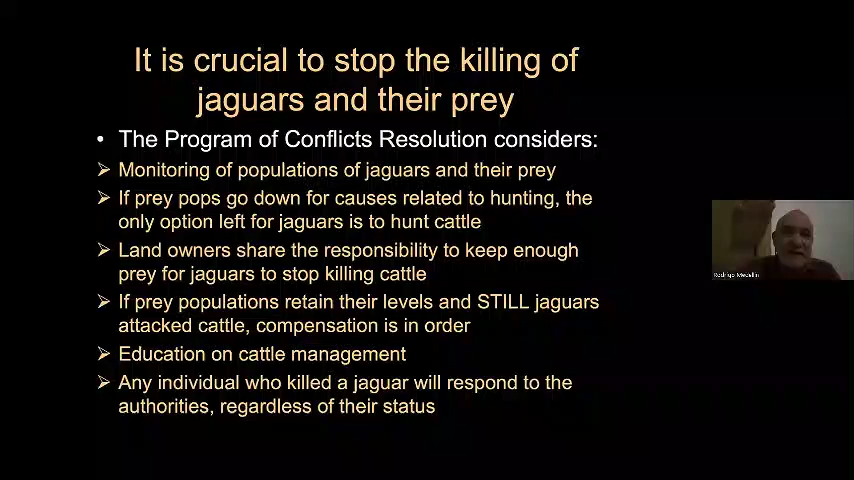 It is crucial to stop the killing of
jaguars and their prey
• The Program of Conflicts Resolution considers:
➢ Monitoring of populations of jaguars and their prey
➢ If prey pops go down for causes related to hunting, the
only option left for jaguars is to hunt cattle
➢ Land owners share the responsibility to keep enough
prey for jaguars to stop killing cattle
➢ If prey populations retain their levels and STILL jaguars
attacked cattle, compensation is in order
➢ Education on cattle management
➢ Any individual who killed a jaguar will respond to the
authorities, regardless of their status
Rodrigo Medellin